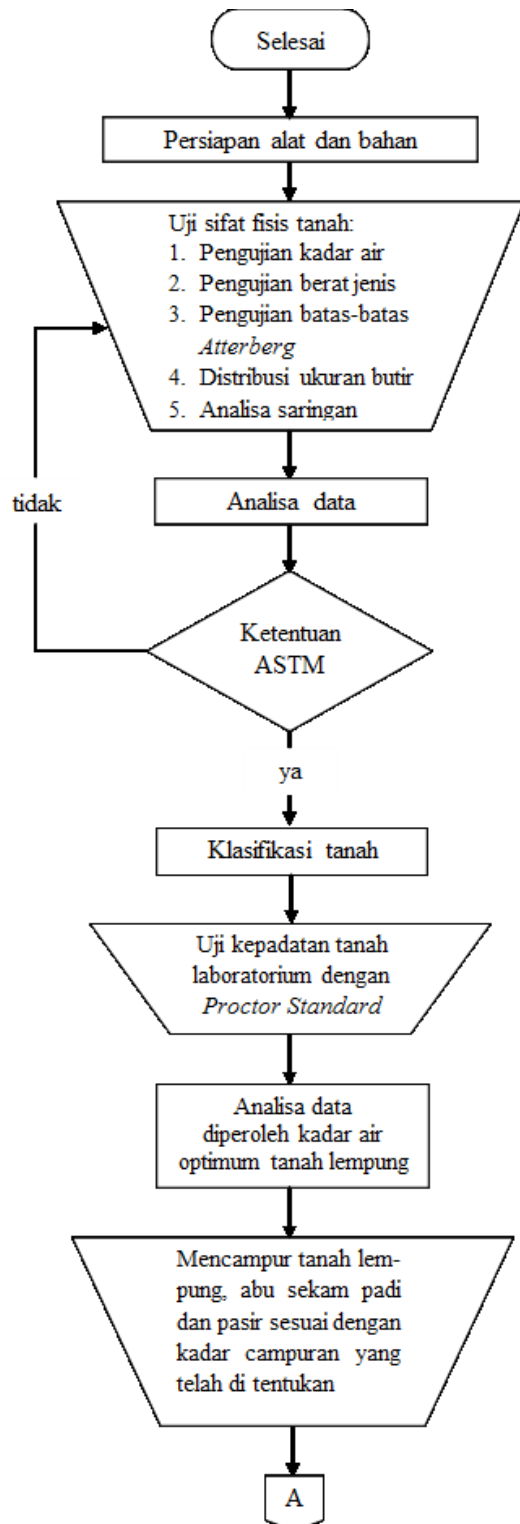 Selesai
Persiapan alat dan bahan
Uji sifat fisis tanah:
1. Pengujian kadar air
2. Pengujian berat jenis
3. Pengujian batas-batas
Atterberg
4. Distribusi ukuran butir
5. Analisa saringan
tidak
Analisa data
Ketentuan
ASTM
ya
Klasifikasi tanah
Uji kepadatan tanah
laboratorium dengan
Proctor Standard
Analisa data
diperoleh kadar air
optimum tanah lempung
Mencampur tanah lem-
pung, abu sekam padi
dan pasir sesuai dengan
kadar campuran yang
telah di tentukan
A